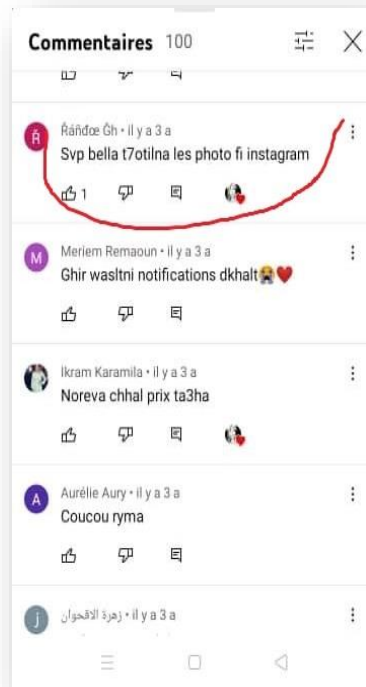 Commentaires 100
Řáñđœ Ğh • il y a 3 a
Svp bella t7otilna les photo fi instagram
1
Meriem Remaoun • il y a 3 a
Ghir wasltni notifications dkhalt😭❤️
Ikram Karamila • il y a 3 a
Noreva chhal prix ta3ha
Aurélie Aury • il y a 3 a
Coucou ryma
زهرة الاقحوان • il y a 3 a